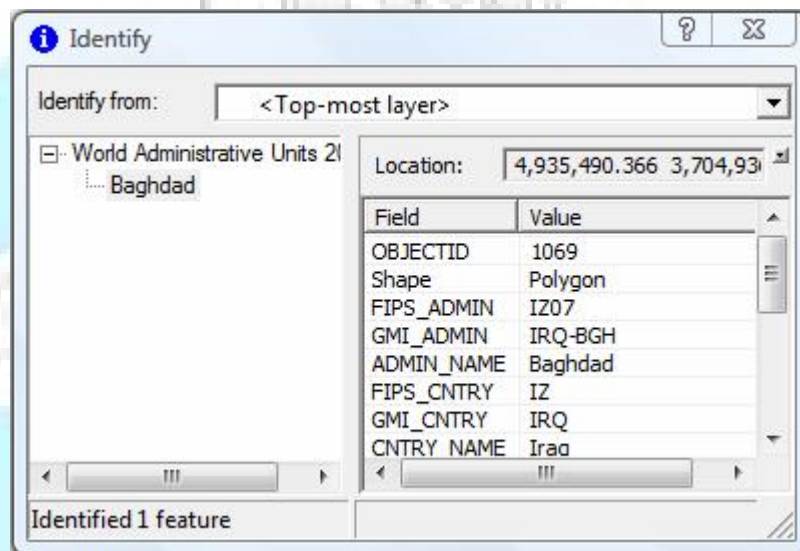 Identify
Identify from: <Top-most layer>
World Administrative Units 2
Baghdad
Location: 4,935,490.366 3,704,93
Field Value
OBJECTID 1069
Shape Polygon
FIPS_ADMIN IZ07
GMI_ADMIN IRQ-BGH
ADMIN_NAME Baghdad
FIPS_CNTRY IZ
GMI_CNTRY IRQ
CNTRY_NAME Iraq
Identified 1 feature